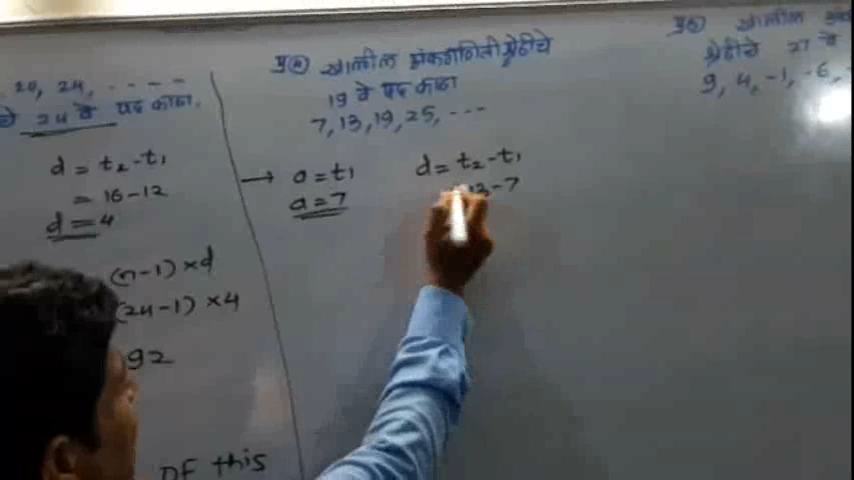 20, 24, - - - - -
24 वे पद काढा.
d = t₂-t₁
= 16-12
d = 4
(n-1) ×d
(24-1) ×4
92
of this
खालील अंकगणिती श्रेढीचे
19 वे पद काढा
7, 13, 19, 25, ---
→ a = t₁
a = 7
d = t₂-t₁
13-7
खालील
श्रेढीचे 27 वे
9, 4, -1, -6,